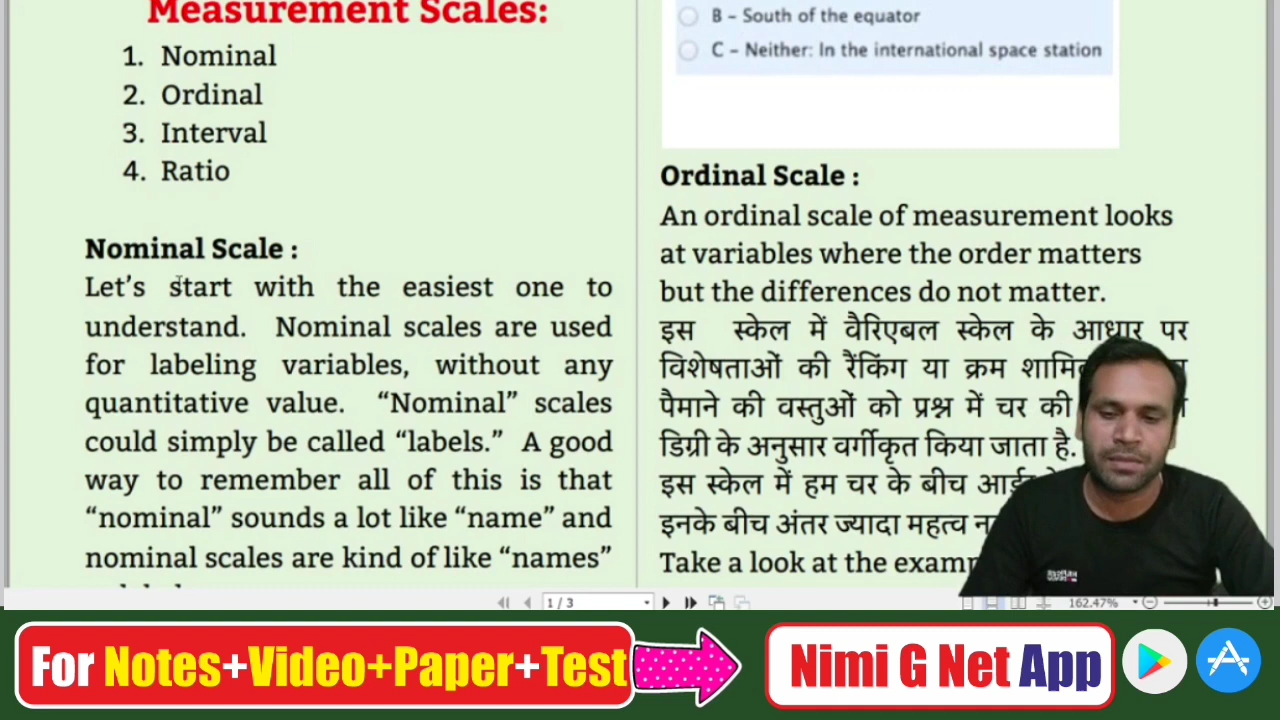 Measurement Scales:
1. Nominal
2. Ordinal
3. Interval
4. Ratio
Nominal Scale :
Let’s start with the easiest one to
understand. Nominal scales are used
for labeling variables, without any
quantitative value. “Nominal” scales
could simply be called “labels.” A good
way to remember all of this is that
“nominal” sounds a lot like “name” and
nominal scales are kind of like “names”
B – South of the equator
C – Neither: In the international space station
Ordinal Scale :
An ordinal scale of measurement looks
at variables where the order matters
but the differences do not matter.
इस स्केल में वैरिएबल स्केल के आधार पर
विशेषताओं की रैंकिंग या क्रम
पैमाने की वस्तुओं को प्रश्न में चर की
डिग्री के अनुसार वर्गीकृत किया जाता है.
इस स्केल में हम चर के बीच
इनके बीच अंतर ज्यादा महत्व
Take a look at the
1 / 3
162.47%
For Notes+Video+Paper+Test
Nimi G Net App